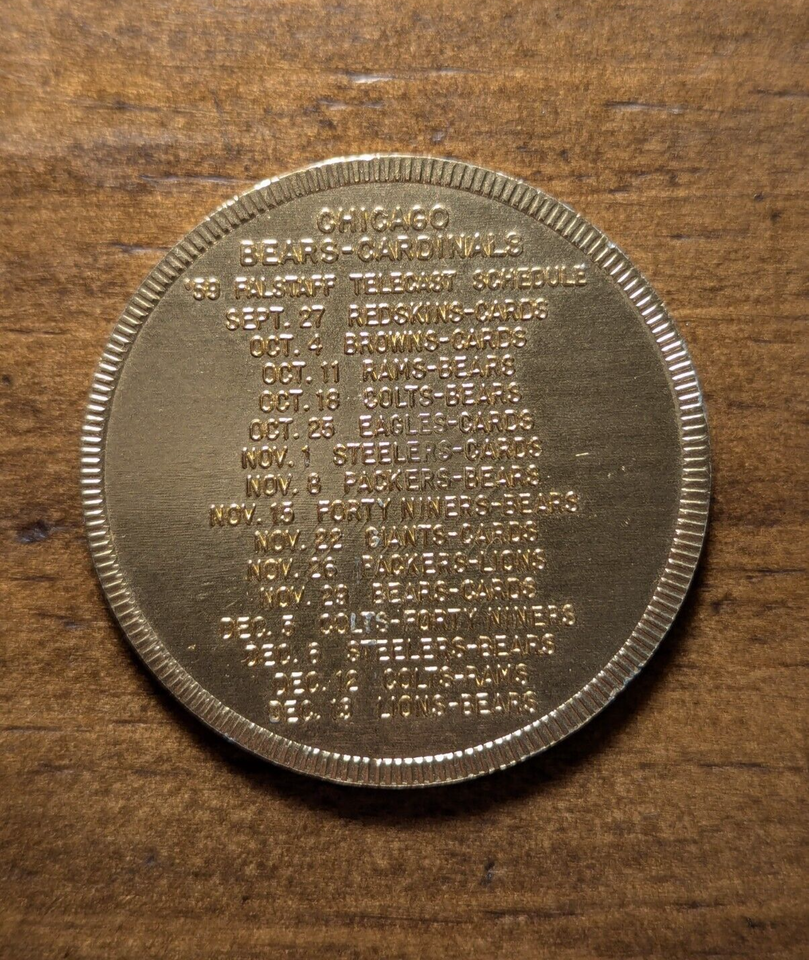 CHICAGO
BEARS-CARDINALS
'59 FALSTAFF TELECAST SCHEDULE
SEPT. 27 REDSKINS-CARDS
OCT. 4 BROWNS-CARDS
OCT. 11 RAMS-BEARS
OCT. 18 COLTS-BEARS
OCT. 25 EAGLES-CARDS
NOV. 1 STEELERS-CARDS
NOV. 8 PACKERS-BEARS
NOV. 15 FORTY NINERS-BEARS
NOV. 22 GIANTS-CARDS
NOV. 26 PACKERS-LIONS
NOV. 29 BEARS-CARDS
DEC. 5 COLTS-FORTY NINERS
DEC. 6 STEELERS-BEARS
DEC. 12 COLTS-RAMS
DEC. 13 LIONS-BEARS